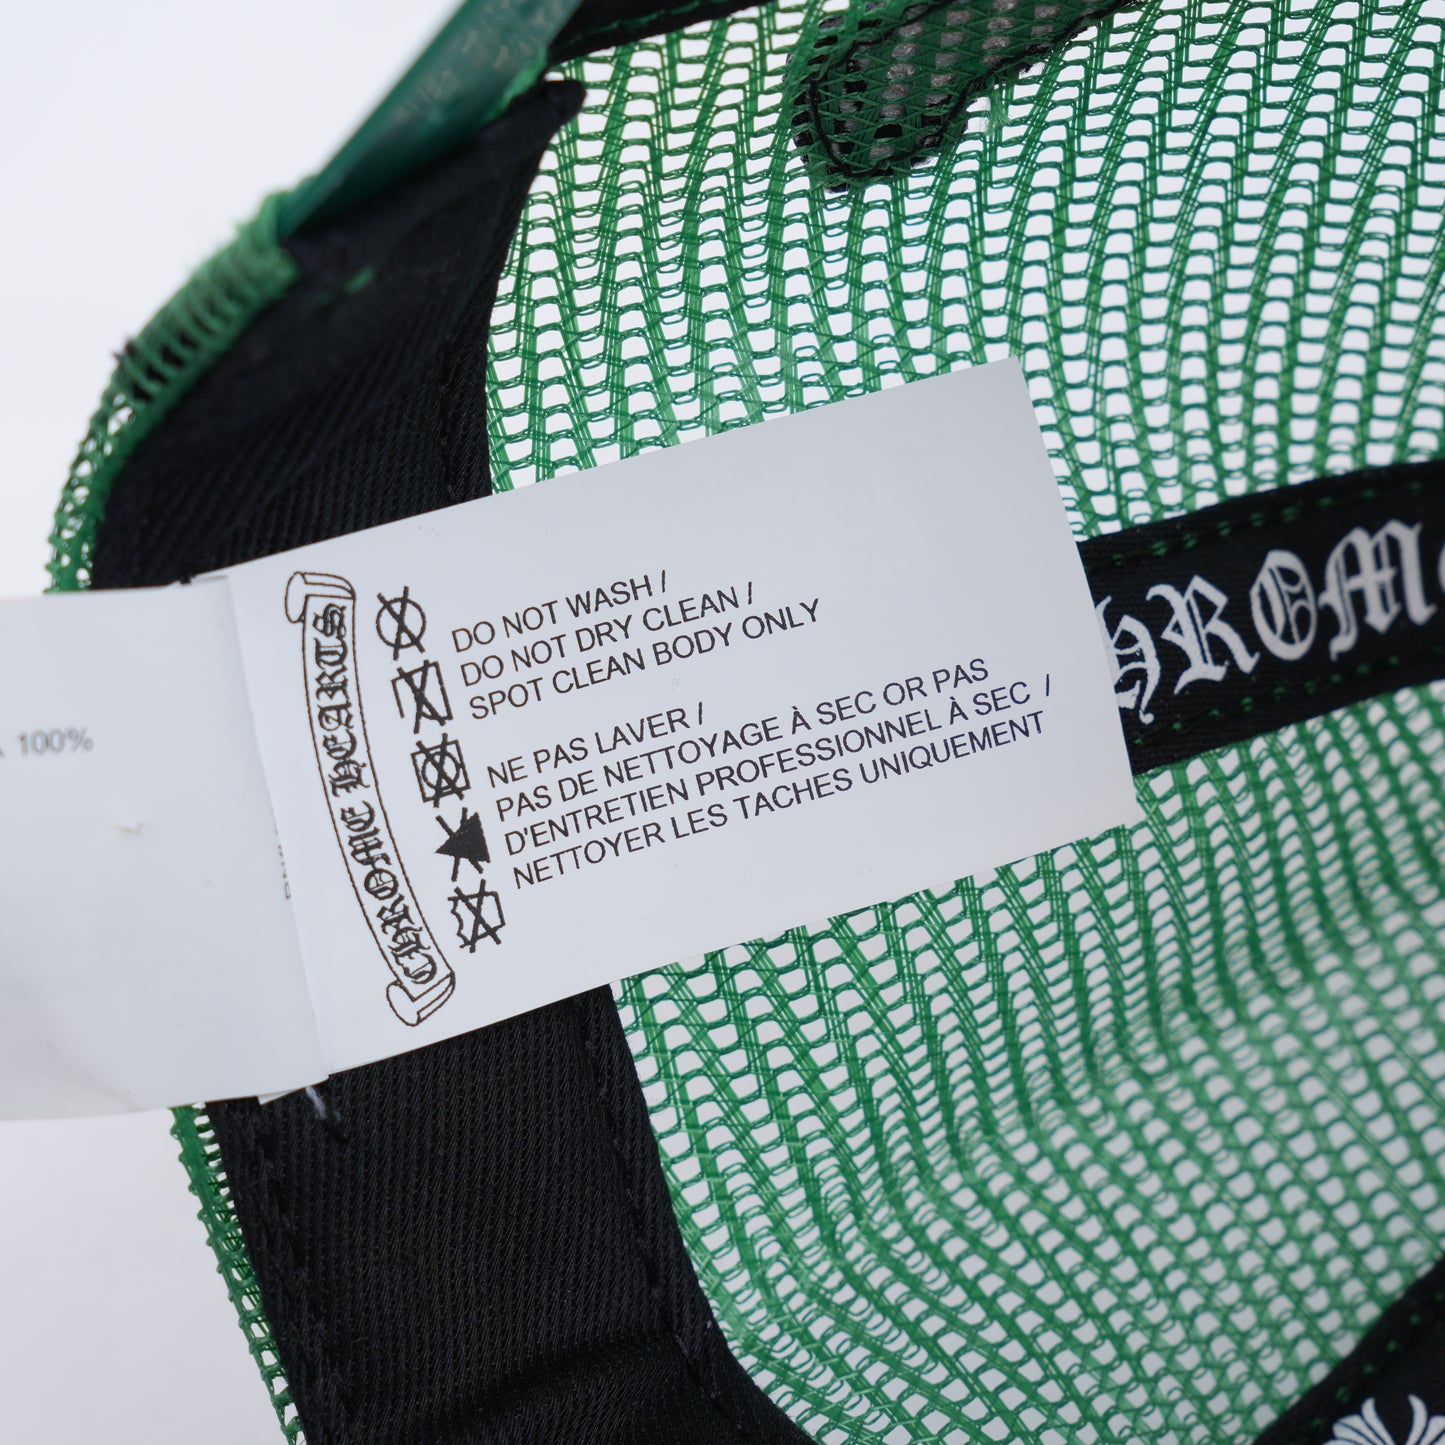 100%
CHROME HEARTS
DO NOT WASH /
DO NOT DRY CLEAN /
SPOT CLEAN BODY ONLY
NE PAS LAVER /
PAS DE NETTOYAGE À SEC OR PAS
D'ENTRETIEN PROFESSIONNEL À SEC /
NETTOYER LES TACHES UNIQUEMENT
HROM